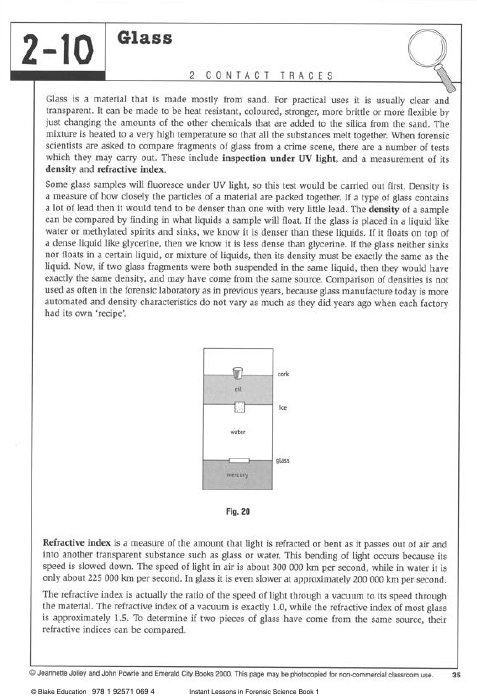 2-10
Glass
2 CONTACT TRACES
Glass is a material that is made mostly from sand. For practical uses it is usually clear and
transparent. It can be made to be heat resistant, coloured, stronger, more brittle or more flexible by
just changing the amounts of the other chemicals that are added to the silica from the sand. The
mixture is heated to a very high temperature so that all the substances melt together. When forensic
scientists are asked to compare fragments of glass from a crime scene, there are a number of tests
which they may carry out. These include inspection under UV light, and a measurement of its
density and refractive index.
Some glass samples will fluoresce under UV light, so this test would be carried out first. Density is
a measure of how closely the particles of a material are packed together. If a type of glass contains
a lot of lead then it would tend to be denser than one with very little lead. The density of a sample
can be compared by finding in what liquids a sample will float. If the glass is placed in a liquid like
water or methylated spirits and sinks, we know it is denser than these liquids. If it floats on top of
a dense liquid like glycerine, then we know it is less dense than glycerine. If the glass neither sinks
nor floats in a certain liquid, or mixture of liquids, then its density must be exactly the same as the
liquid. Now, if two glass fragments were both suspended in the same liquid, then they would have
exactly the same density, and may have come from the same source. Comparison of densities is not
used as often in the forensic laboratory as in previous years, because glass manufacture today is more
automated and density characteristics do not vary as much as they did years ago when each factory
had its own 'recipe'.
cork
oil
ice
water
glass
mercury
Fig. 20
Refractive index is a measure of the amount that light is refracted or bent as it passes out of air and
into another transparent substance such as glass or water. This bending of light occurs because its
speed is slowed down. The speed of light in air is about 300 000 km per second, while in water it is
only about 225 000 km per second. In glass it is even slower at approximately 200 000 km per second.
The refractive index is actually the ratio of the speed of light through a vacuum to its speed through
the material. The refractive index of a vacuum is exactly 1.0, while the refractive index of most glass
is approximately 1.5. To determine if two pieces of glass have come from the same source, their
refractive indices can be compared.
© Jeannette Jolley and John Powrie and Emerald City Books 2000. This page may be photocopied for non-commercial classroom use. 35
© Blake Education 978 1 92571 069 4 Instant Lessons in Forensic Science Book 1